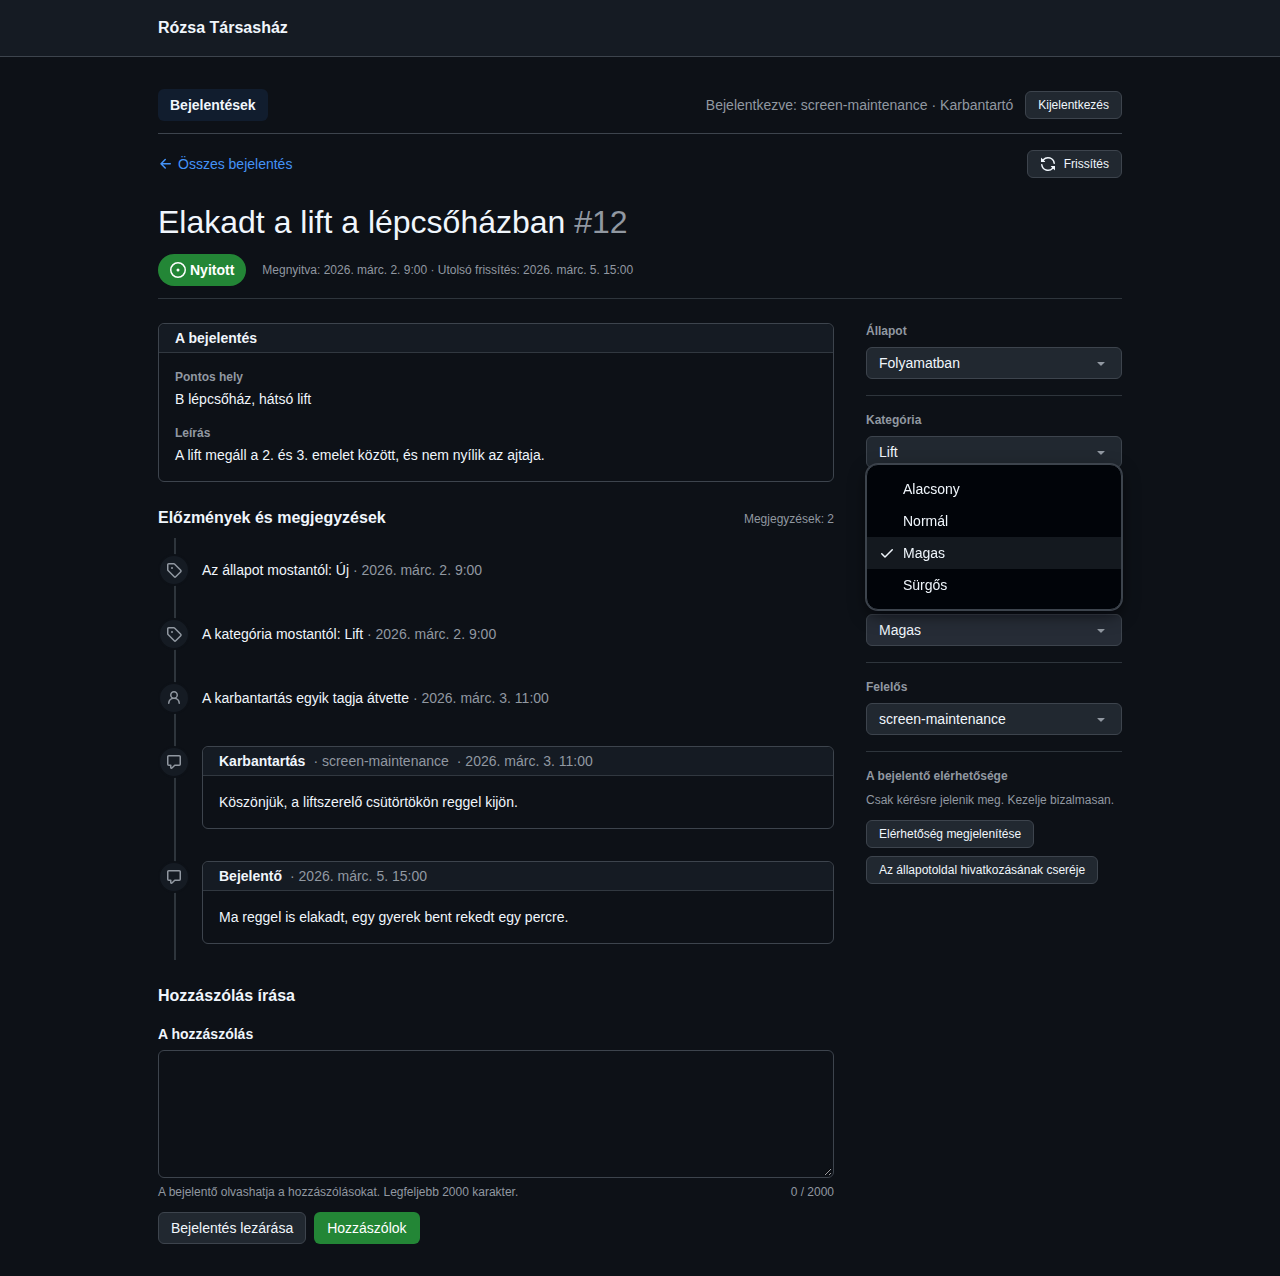 Rózsa Társasház
Bejelentések
Bejelentkezve: screen-maintenance · Karbantartó
Kijelentkezés
Összes bejelentés
Frissítés
Elakadt a lift a lépcsőházban #12
Nyitott
Megnyitva: 2026. márc. 2. 9:00 · Utolsó frissítés: 2026. márc. 5. 15:00
A bejelentés
Pontos hely
B lépcsőház, hátsó lift
Leírás
A lift megáll a 2. és 3. emelet között, és nem nyílik az ajtaja.
Előzmények és megjegyzések
Megjegyzések: 2
Az állapot mostantól: Új · 2026. márc. 2. 9:00
A kategória mostantól: Lift · 2026. márc. 2. 9:00
A karbantartás egyik tagja átvette · 2026. márc. 3. 11:00
Karbantartás · screen-maintenance · 2026. márc. 3. 11:00
Köszönjük, a liftszerelő csütörtökön reggel kijön.
Bejelentő · 2026. márc. 5. 15:00
Ma reggel is elakadt, egy gyerek bent rekedt egy percre.
Hozzászólás írása
A hozzászólás
A bejelentő olvashatja a hozzászólásokat. Legfeljebb 2000 karakter.
0 / 2000
Bejelentés lezárása
Hozzászólok
Állapot
Folyamatban
Kategória
Lift
Alacsony
Normál
Magas
Sürgős
Magas
Felelős
screen-maintenance
A bejelentő elérhetősége
Csak kérésre jelenik meg. Kezelje bizalmasan.
Elérhetőség megjelenítése
Az állapotoldal hivatkozásának cseréje